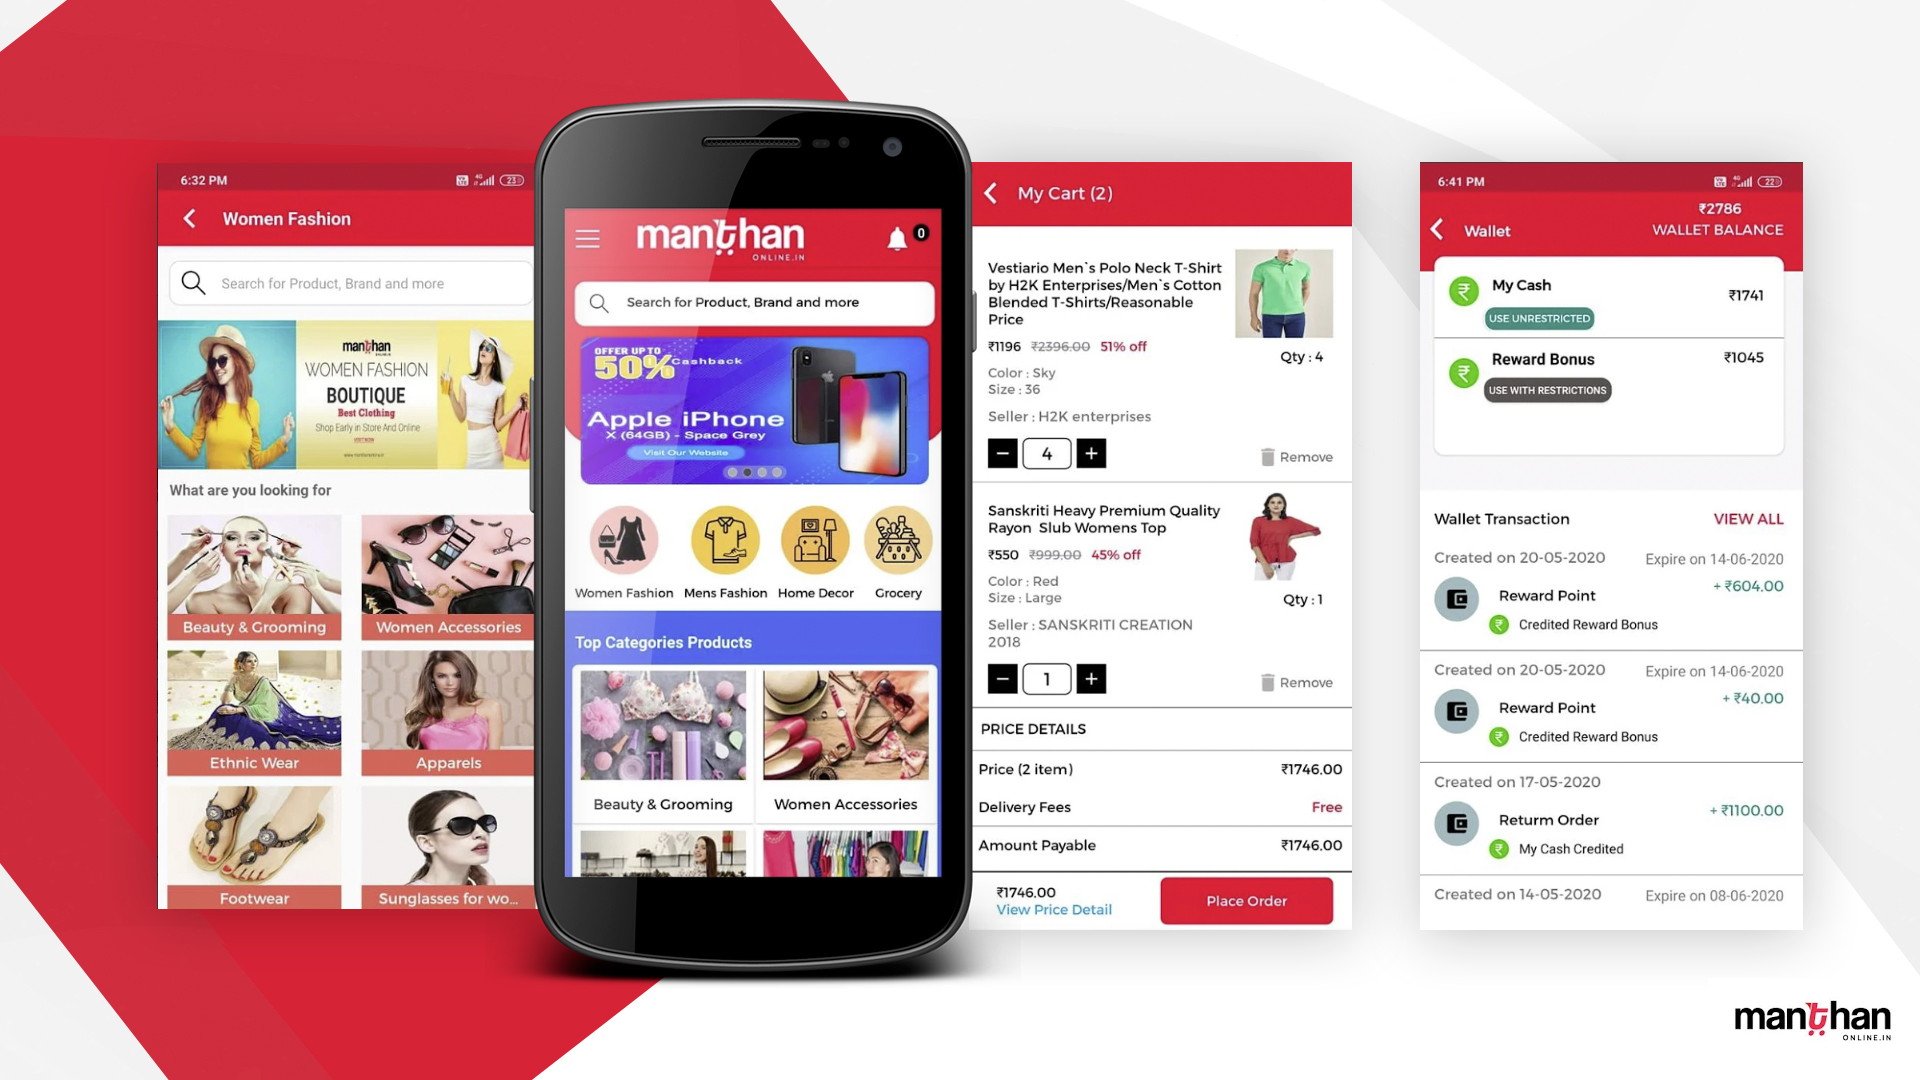 6:32 PM
23
Women Fashion
Search for Product, Brand and more
manthan
ONLINE.IN
WOMEN FASHION
BOUTIQUE
Best Clothing
Shop Early in Store And Online
VISIT NOW
What are you looking for
Beauty & Grooming
Women Accessories
Ethnic Wear
Apparels
Footwear
Sunglasses for wo...
manthan
ONLINE.IN
0
Search for Product, Brand and more
OFFER UP TO
50% Cashback
Apple iPhone
X (64GB) - Space Grey
Visit Our Website
Women Fashion
Mens Fashion
Home Decor
Grocery
Top Categories Products
Beauty & Grooming
Women Accessories
My Cart (2)
Vestiario Men`s Polo Neck T-Shirt
by H2K Enterprises/Men`s Cotton
Blended T-Shirts/Reasonable
Price
₹1196 ₹2396.00 51% off
Qty : 4
Color : Sky
Size : 36
Seller : H2K enterprises
4
Remove
Sanskriti Heavy Premium Quality
Rayon Slub Womens Top
₹550 ₹999.00 45% off
Color : Red
Size : Large
Qty : 1
Seller : SANSKRITI CREATION
2018
1
Remove
PRICE DETAILS
Price (2 item) ₹1746.00
Delivery Fees Free
Amount Payable ₹1746.00
₹1746.00
View Price Detail
Place Order
6:41 PM
4G
22
₹2786
Wallet
WALLET BALANCE
My Cash
₹1741
USE UNRESTRICTED
Reward Bonus
₹1045
USE WITH RESTRICTIONS
Wallet Transaction VIEW ALL
Created on 20-05-2020 Expire on 14-06-2020
+ ₹604.00
Reward Point
Credited Reward Bonus
Created on 20-05-2020 Expire on 14-06-2020
+ ₹40.00
Reward Point
Credited Reward Bonus
Created on 17-05-2020
+ ₹1100.00
Returm Order
My Cash Credited
Created on 14-05-2020 Expire on 08-06-2020
manthan
ONLINE.IN